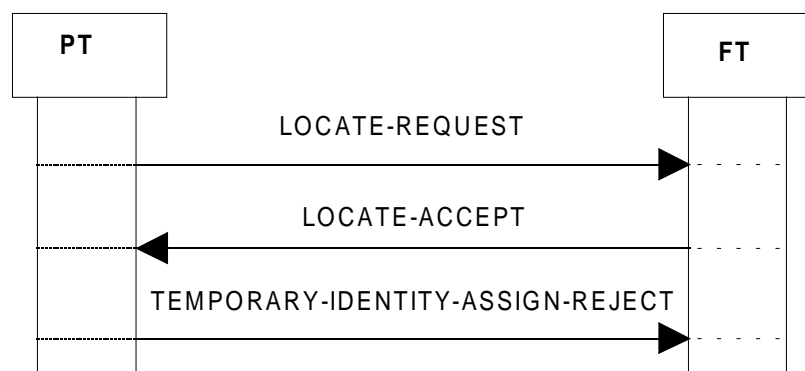 PT
FT
LOCATE-REQUEST
LOCATE-ACCEPT
TEMPORARY-IDENTITY-ASSIGN-REJECT